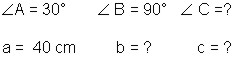 ∠A = 30° ∠ B = 90° ∠ C =?
a = 40 cm b = ? c = ?